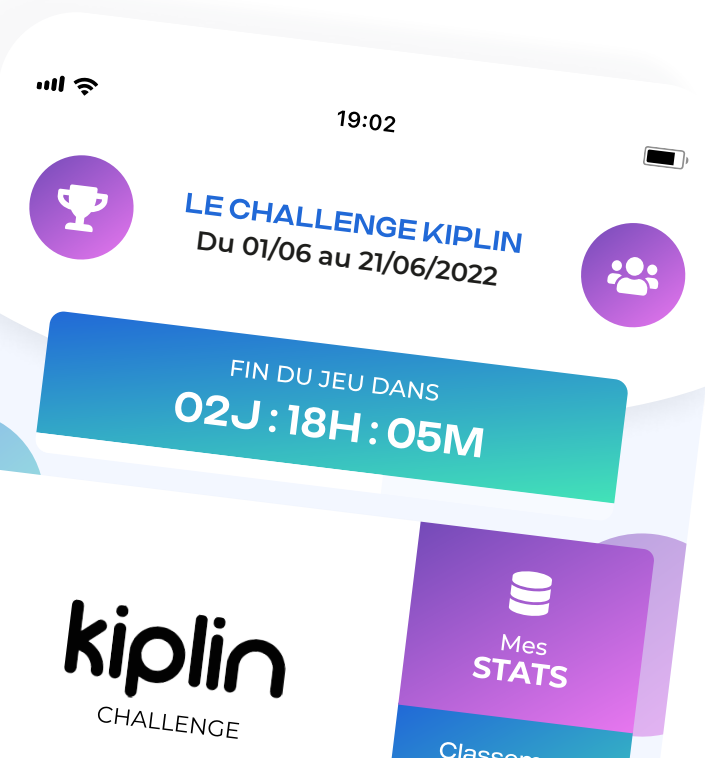 19:02
LE CHALLENGE KIPLIN
Du 01/06 au 21/06/2022
FIN DU JEU DANS
02J : 18H : 05M
kiplin
CHALLENGE
Mes
STATS